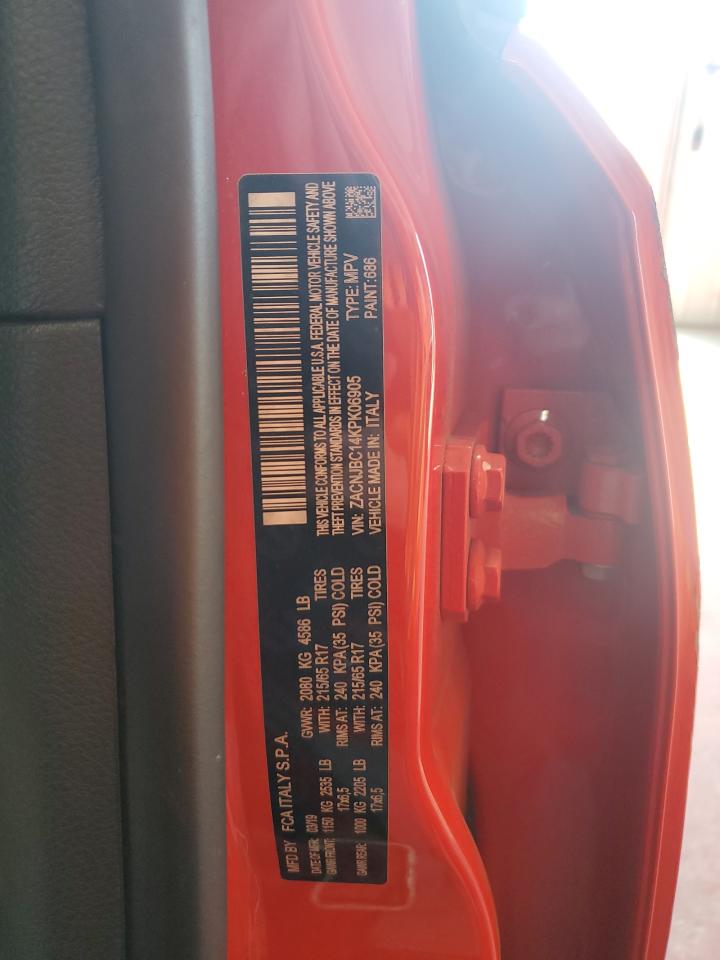 MFD BY FCA ITALY S.P.A.
DATE OF MFR: 03/19 GVWR: 2080 KG 4586 LB
GAWR FRONT: 1150 KG 2535 LB WITH: 215/65 R17 TIRES
17x6,5 RIMS AT: 240 KPA(35 PSI) COLD
GAWR REAR: 1000 KG 2205 LB WITH: 215/65 R17 TIRES
17x6,5 RIMS AT: 240 KPA(35 PSI) COLD
THIS VEHICLE CONFORMS TO ALL APPLICABLE U.S.A. FEDERAL MOTOR VEHICLE SAFETY AND
THEFT PREVENTION STANDARDS IN EFFECT ON THE DATE OF MANUFACTURE SHOWN ABOVE
VIN: ZACNJBC14KPK06905 TYPE: MPV
VEHICLE MADE IN: ITALY PAINT: 686